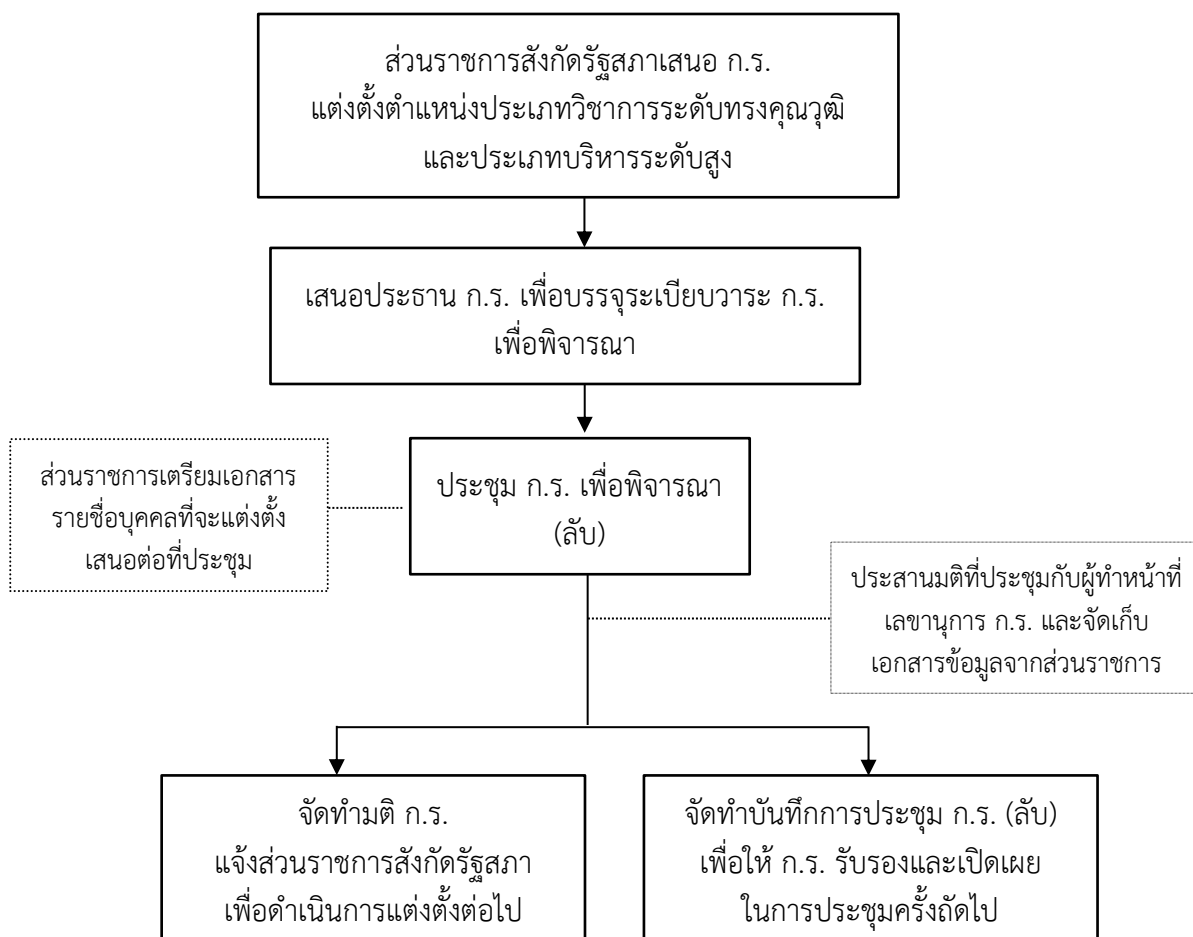 ส่วนราชการสังกัดรัฐสภาเสนอ ก.ร.
แต่งตั้งตำแหน่งประเภทวิชาการระดับทรงคุณวุฒิ
และประเภทบริหารระดับสูง
เสนอประธาน ก.ร. เพื่อบรรจุระเบียบวาระ ก.ร.
เพื่อพิจารณา
ส่วนราชการเตรียมเอกสาร
รายชื่อบุคคลที่จะแต่งตั้ง
เสนอต่อที่ประชุม
ประชุม ก.ร. เพื่อพิจารณา
(ลับ)
ประสานมติที่ประชุมกับผู้ทำหน้าที่
เลขานุการ ก.ร. และจัดเก็บ
เอกสารข้อมูลจากส่วนราชการ
จัดทำมติ ก.ร.
แจ้งส่วนราชการสังกัดรัฐสภา
เพื่อดำเนินการแต่งตั้งต่อไป
จัดทำบันทึกการประชุม ก.ร. (ลับ)
เพื่อให้ ก.ร. รับรองและเปิดเผย
ในการประชุมครั้งถัดไป